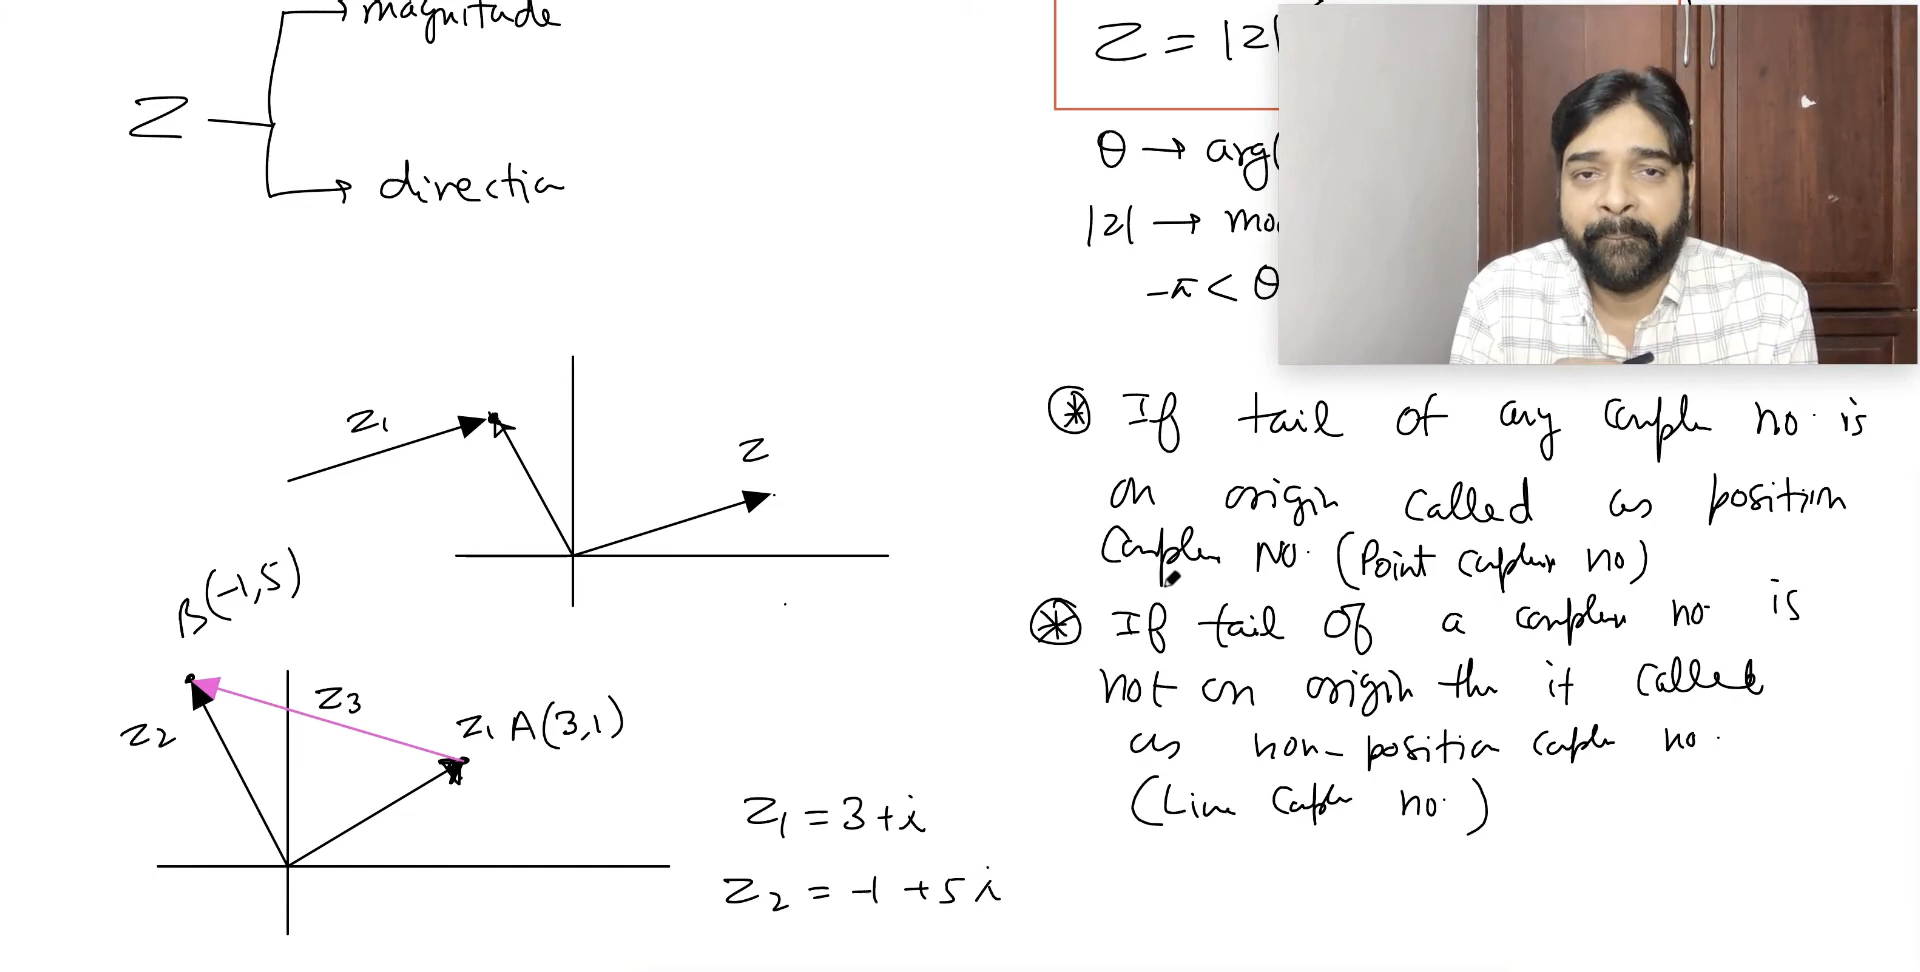 magnitude
Z
direction
Z = |z|
θ → arg(
|z| → mo
-π < θ
z₁
z
B(-1,5)
z₂
z₃
z₁ A(3,1)
z₁ = 3+i
z₂ = -1 + 5i
⊛ If tail of any complex no. is
on origin called as position
Complex NO. (Point complex no)
⊛ If tail of a complex no. is
not on origin the it called
as non-position complex no.
(Line complex no.)